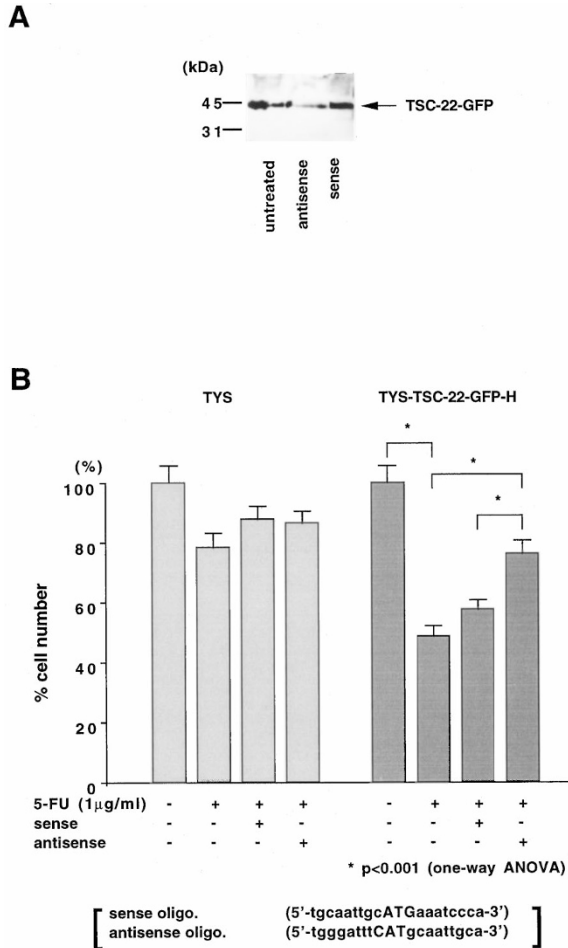 A
(kDa)
45
TSC-22-GFP
31
untreated
antisense
sense
B
TYS
TYS-TSC-22-GFP-H
(%)
*
*
*
100
80
60
40
20
0
% cell number
5-FU (1µg/ml) - + + + - + + +
sense - - + - - - + -
antisense - - - + - - - +
* p<0.001 (one-way ANOVA)
sense oligo. (5'-tgcaattgcATGaaatccca-3')
antisense oligo. (5'-tgggatttCATgcaattgca-3')